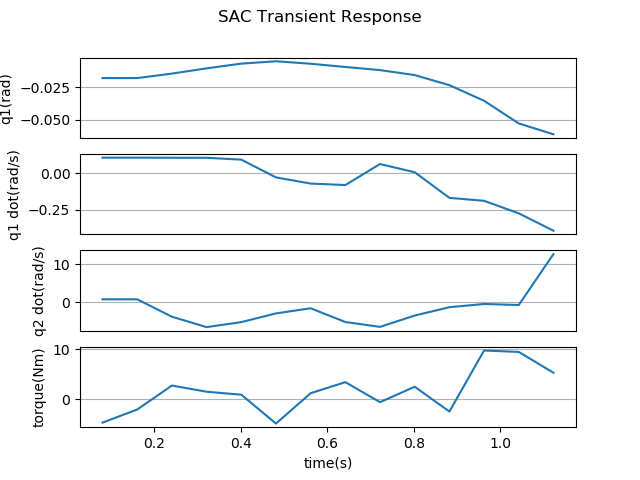 SAC Transient Response
q1(rad)
−0.025
−0.050
q1 dot(rad/s)
0.00
−0.25
q2 dot(rad/s)
10
0
torque(Nm)
10
0
0.2 0.4 0.6 0.8 1.0
time(s)